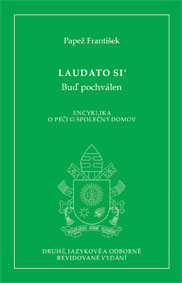 Papež František
LAUDATO SI’
Buď pochválen
ENCYKLIKA
O PÉČI O SPOLEČNÝ DOMOV
DRUHÉ, JAZYKOVĚ A ODBORNĚ
REVIDOVANÉ VYDÁNÍ